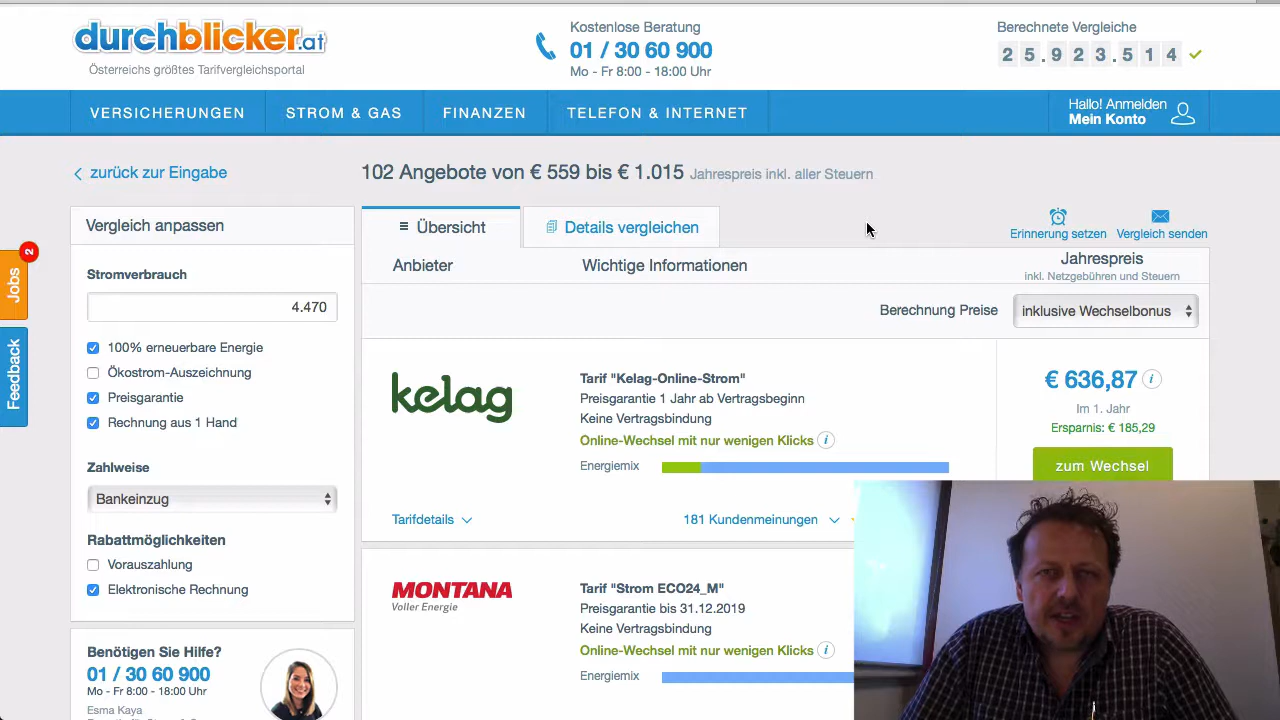 durchblicker.at
Österreichs größtes Tarifvergleichsportal
Kostenlose Beratung
01 / 30 60 900
Mo - Fr 8:00 - 18:00 Uhr
Berechnete Vergleiche
25.923.514
VERSICHERUNGEN
STROM & GAS
FINANZEN
TELEFON & INTERNET
Hallo! Anmelden
Mein Konto
zurück zur Eingabe
102 Angebote von € 559 bis € 1.015 Jahrespreis inkl. aller Steuern
Jobs
2
Feedback
Vergleich anpassen
Stromverbrauch
4.470
100% erneuerbare Energie
Ökostrom-Auszeichnung
Preisgarantie
Rechnung aus 1 Hand
Zahlweise
Bankeinzug
Rabattmöglichkeiten
Vorauszahlung
Elektronische Rechnung
Benötigen Sie Hilfe?
01 / 30 60 900
Mo - Fr 8:00 - 18:00 Uhr
Esma Kaya
Übersicht
Details vergleichen
Erinnerung setzen
Vergleich senden
Anbieter
Wichtige Informationen
Jahrespreis
inkl. Netzgebühren und Steuern
Berechnung Preise
inklusive Wechselbonus
kelag
Tarif "Kelag-Online-Strom"
Preisgarantie 1 Jahr ab Vertragsbeginn
Keine Vertragsbindung
Online-Wechsel mit nur wenigen Klicks
Energiemix
€ 636,87
Im 1. Jahr
Ersparnis: € 185,29
zum Wechsel
Tarifdetails
181 Kundenmeinungen
MONTANA
Voller Energie
Tarif "Strom ECO24_M"
Preisgarantie bis 31.12.2019
Keine Vertragsbindung
Online-Wechsel mit nur wenigen Klicks
Energiemix